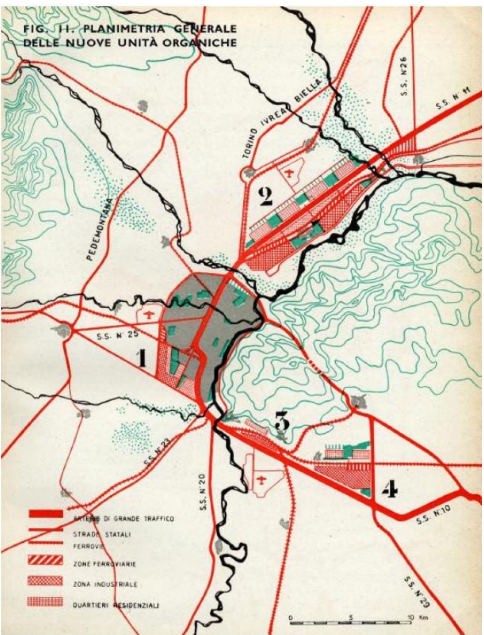 FIG. 11. PLANIMETRIA GENERALE
DELLE NUOVE UNITÀ ORGANICHE
S.S. N°26
S.S. N° 11
TORINO IVREA BIELLA
2
PEDEMONTANA
S.S. N° 25
1
3
S.S. N°23
S.S. N°20
4
S.S. N°10
S.S. N°29
ARTERIE DI GRANDE TRAFFICO
STRADE STATALI
FERROVIE
ZONE FERROVIARIE
ZONA INDUSTRIALE
QUARTIERI RESIDENZIALI
0 5 10 Km